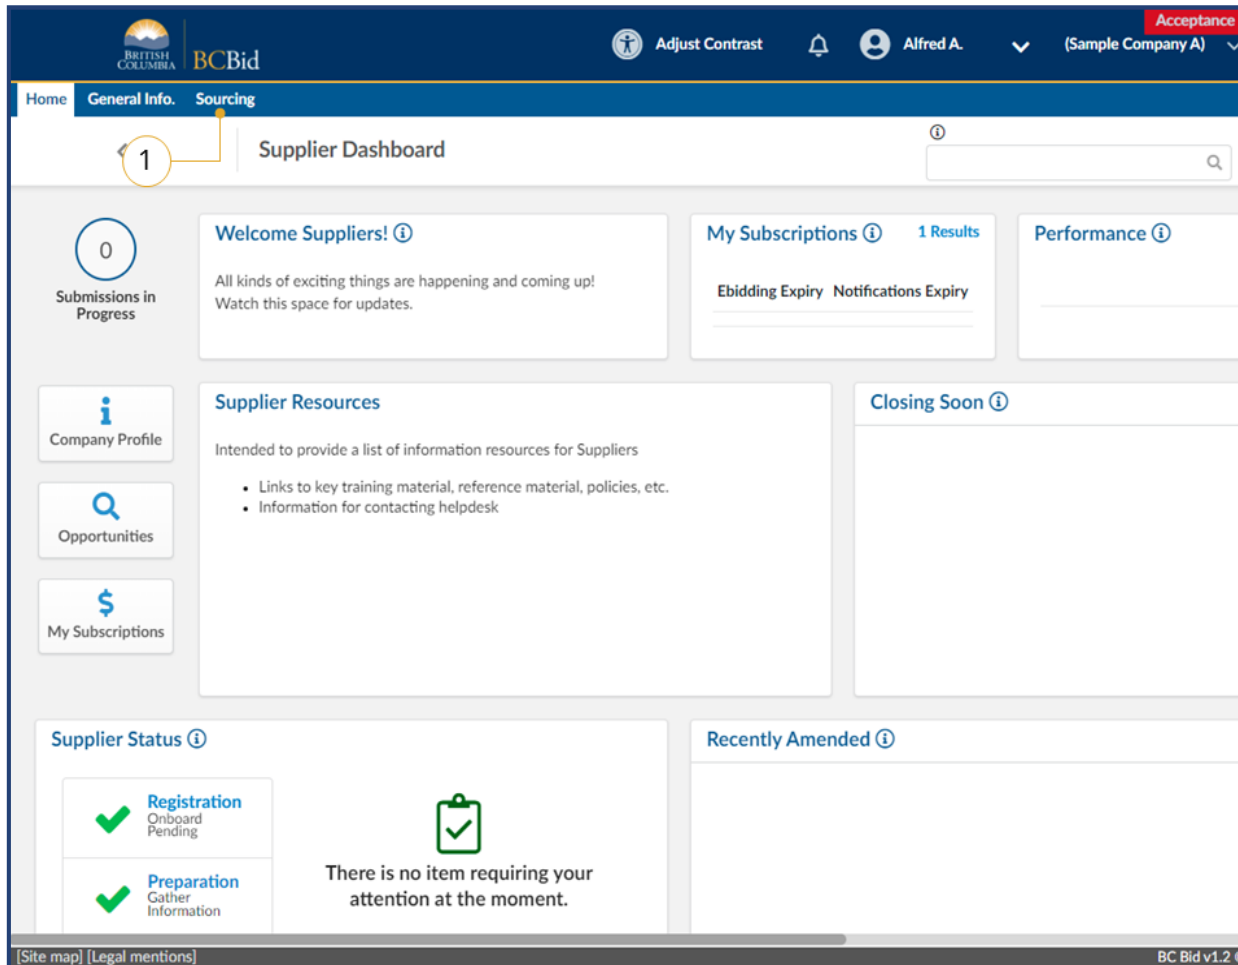 Acceptance
BRITISH
COLUMBIA
BCBid
Adjust Contrast
Alfred A.
(Sample Company A)
Home General Info. Sourcing
1
Supplier Dashboard
0
Submissions in
Progress
Welcome Suppliers!
All kinds of exciting things are happening and coming up!
Watch this space for updates.
My Subscriptions 1 Results
Ebidding Expiry Notifications Expiry
Performance
Company Profile
Opportunities
My Subscriptions
Supplier Resources
Intended to provide a list of information resources for Suppliers
• Links to key training material, reference material, policies, etc.
• Information for contacting helpdesk
Closing Soon
Supplier Status
Registration
Onboard
Pending
Preparation
Gather
Information
There is no item requiring your
attention at the moment.
Recently Amended
[Site map] [Legal mentions]
BC Bid v1.2